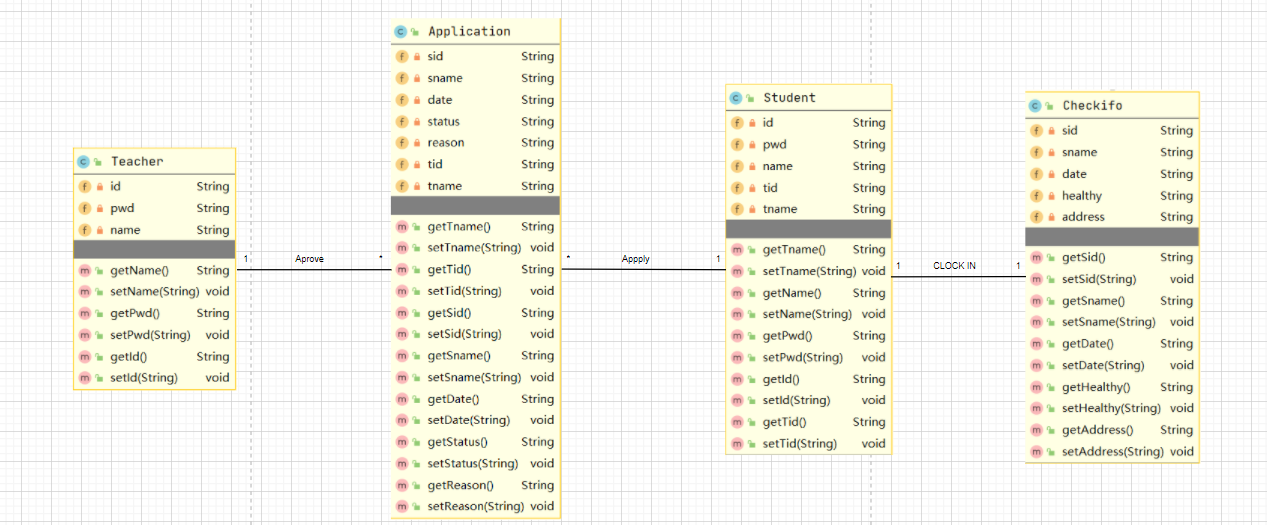 Teacher
id String
pwd String
name String
getName() String
setName(String) void
getPwd() String
setPwd(String) void
getId() String
setId(String) void
1 Aprove *
Application
sid String
sname String
date String
status String
reason String
tid String
tname String
getTname() String
setTname(String) void
getTid() String
setTid(String) void
getSid() String
setSid(String) void
getSname() String
setSname(String) void
getDate() String
setDate(String) void
getStatus() String
setStatus(String) void
getReason() String
setReason(String) void
* Appply 1
Student
id String
pwd String
name String
tid String
tname String
getTname() String
setTname(String) void
getName() String
setName(String) void
getPwd() String
setPwd(String) void
getId() String
setId(String) void
getTid() String
setTid(String) void
1 CLOCK IN 1
Checkifo
sid String
sname String
date String
healthy String
address String
getSid() String
setSid(String) void
getSname() String
setSname(String) void
getDate() String
setDate(String) void
getHealthy() String
setHealthy(String) void
getAddress() String
setAddress(String) void